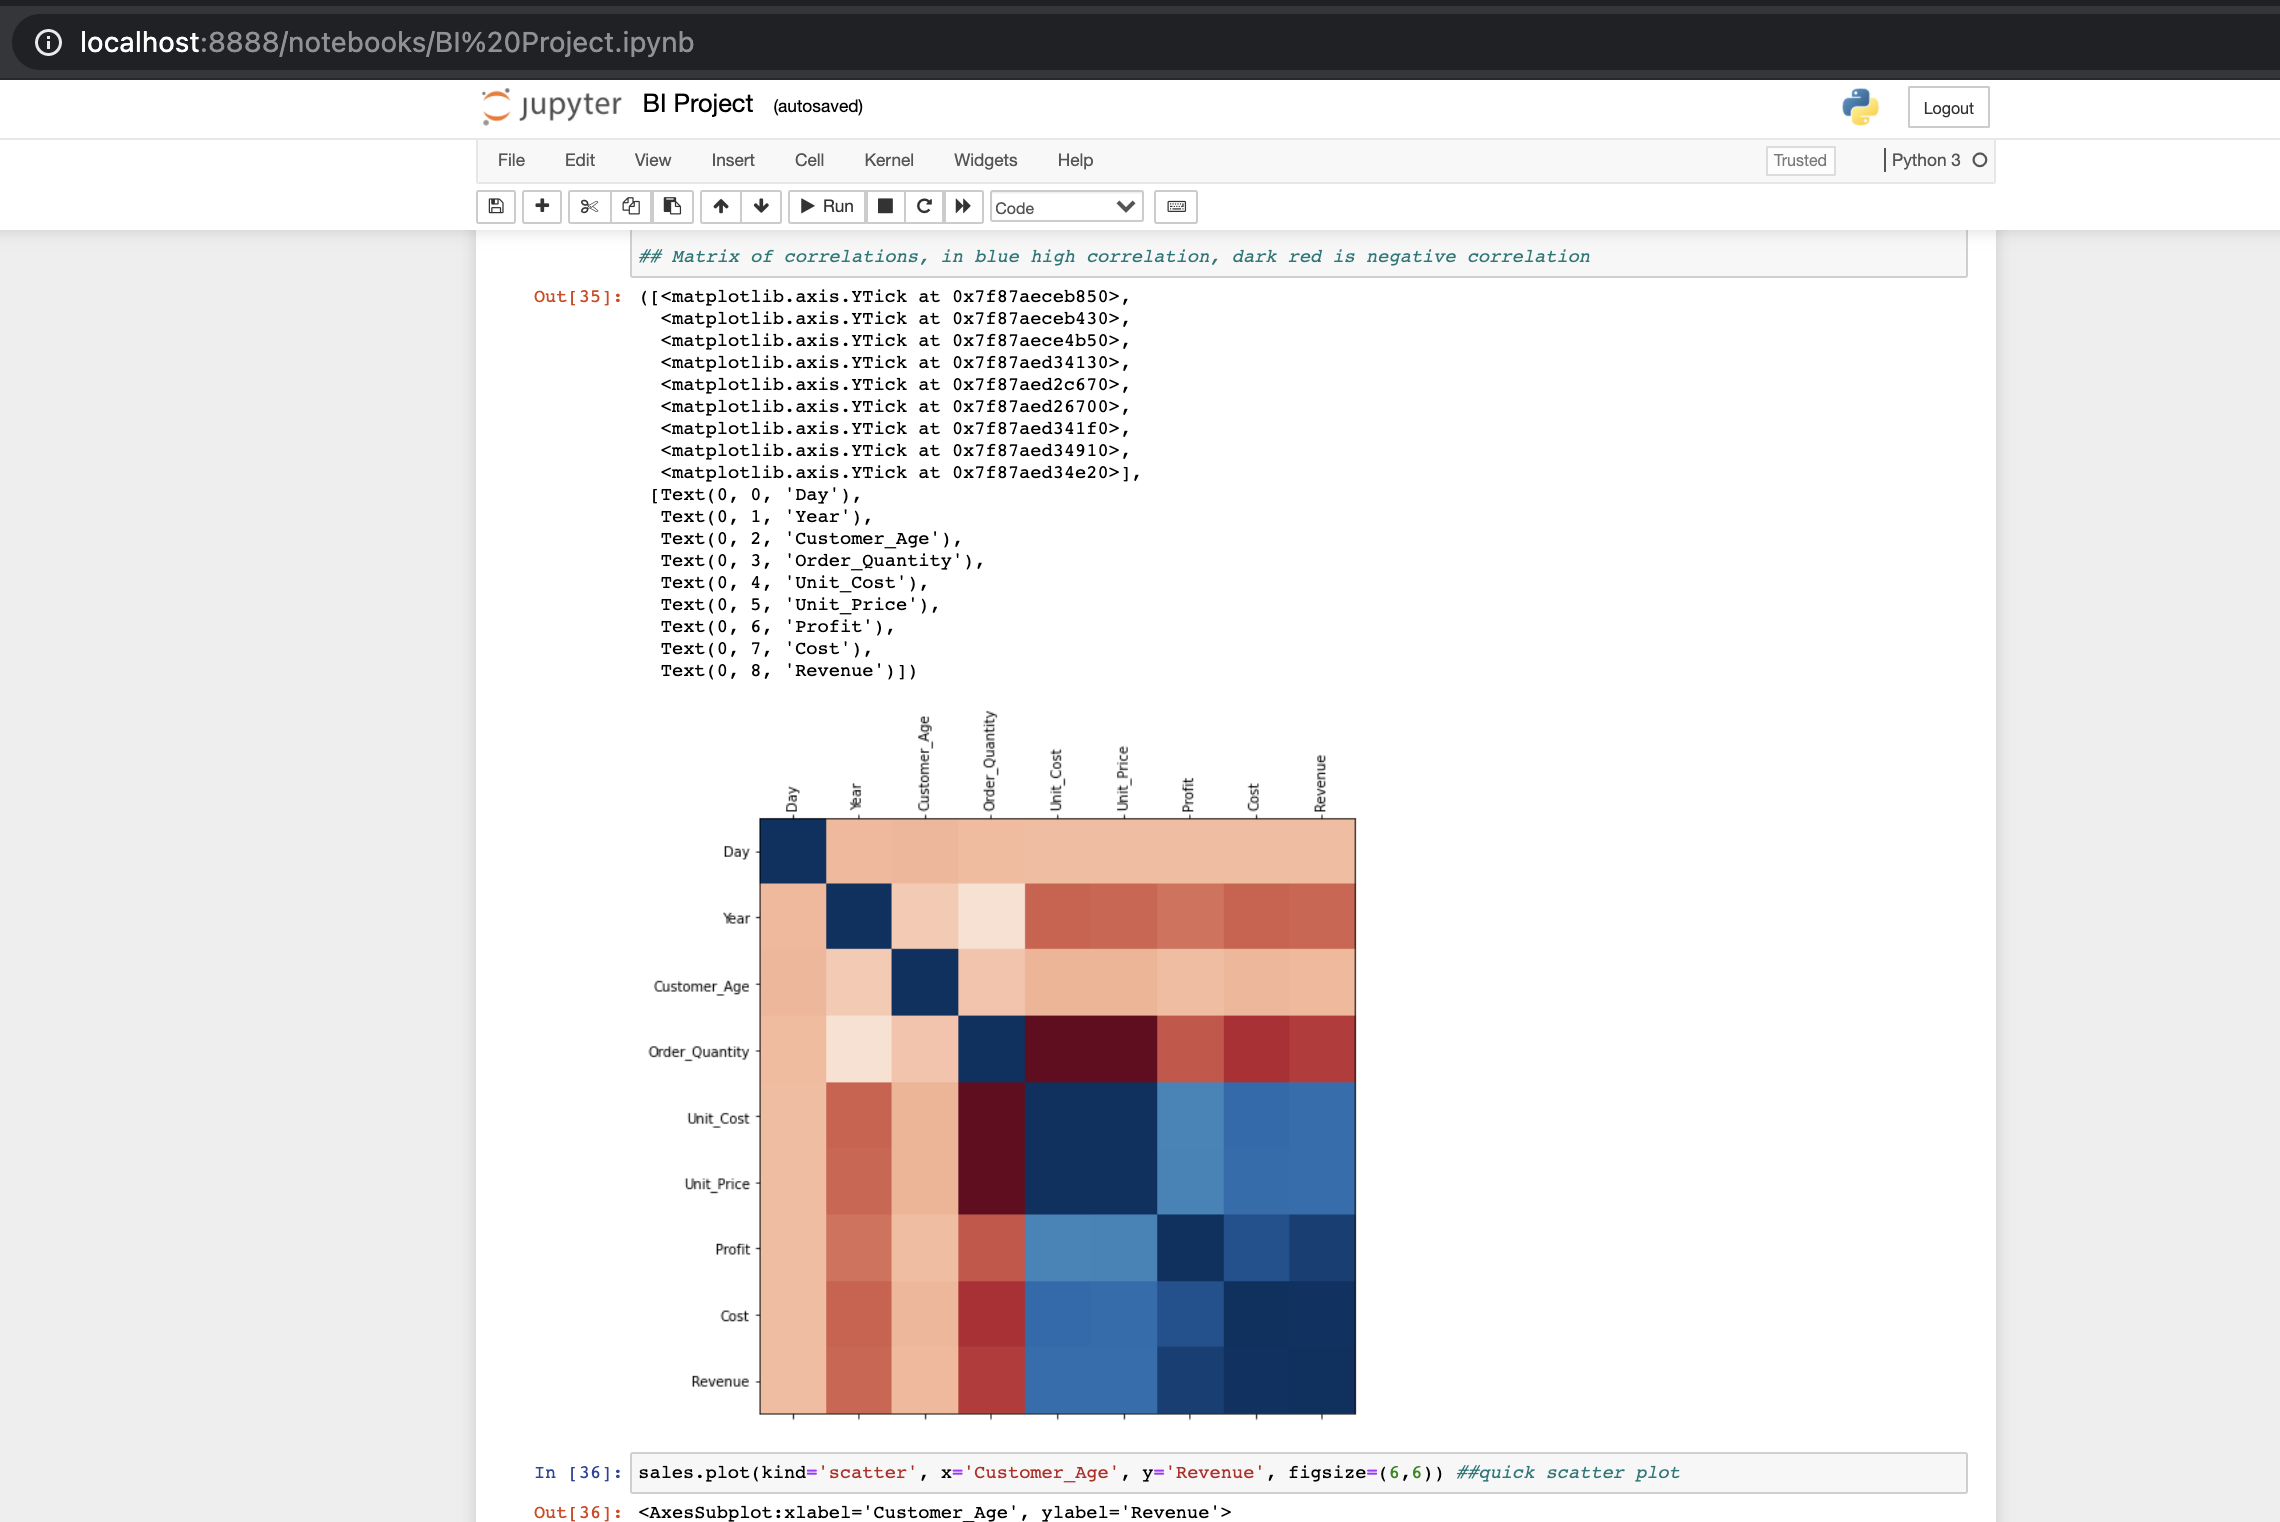 localhost:8888/notebooks/BI%20Project.ipynb
jupyter BI Project (autosaved)
Logout
File Edit View Insert Cell Kernel Widgets Help
Trusted
Python 3
Run
Code
## Matrix of correlations, in blue high correlation, dark red is negative correlation
Out[35]: ([<matplotlib.axis.YTick at 0x7f87aeceb850>,
<matplotlib.axis.YTick at 0x7f87aeceb430>,
<matplotlib.axis.YTick at 0x7f87aece4b50>,
<matplotlib.axis.YTick at 0x7f87aed34130>,
<matplotlib.axis.YTick at 0x7f87aed2c670>,
<matplotlib.axis.YTick at 0x7f87aed26700>,
<matplotlib.axis.YTick at 0x7f87aed341f0>,
<matplotlib.axis.YTick at 0x7f87aed34910>,
<matplotlib.axis.YTick at 0x7f87aed34e20>],
[Text(0, 0, 'Day'),
Text(0, 1, 'Year'),
Text(0, 2, 'Customer_Age'),
Text(0, 3, 'Order_Quantity'),
Text(0, 4, 'Unit_Cost'),
Text(0, 5, 'Unit_Price'),
Text(0, 6, 'Profit'),
Text(0, 7, 'Cost'),
Text(0, 8, 'Revenue')])
Day
Year
Customer_Age
Order_Quantity
Unit_Cost
Unit_Price
Profit
Cost
Revenue
Day
Year
Customer_Age
Order_Quantity
Unit_Cost
Unit_Price
Profit
Cost
Revenue
In [36]: sales.plot(kind='scatter', x='Customer_Age', y='Revenue', figsize=(6,6)) ##quick scatter plot
Out[36]: <AxesSubplot:xlabel='Customer_Age', ylabel='Revenue'>